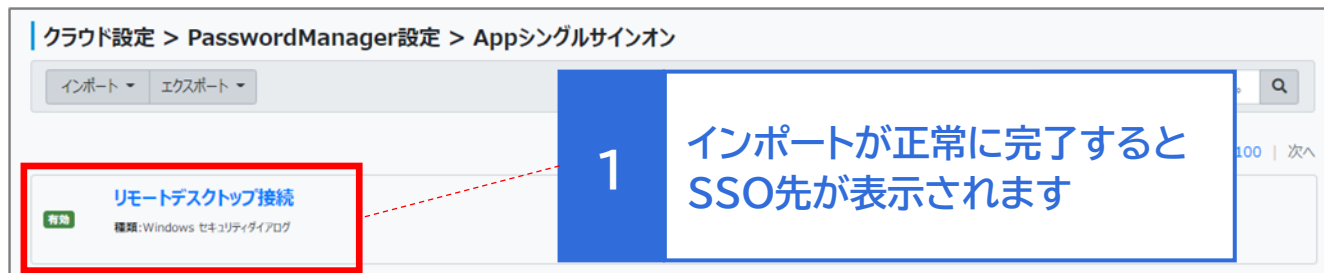 クラウド設定 > PasswordManager設定 > Appシングルサインオン
インポート エクスポート
。
1
インポートが正常に完了すると
SSO先が表示されます
100 | 次へ
リモートデスクトップ接続
有効
種類:Windows セキュリティダイアログ